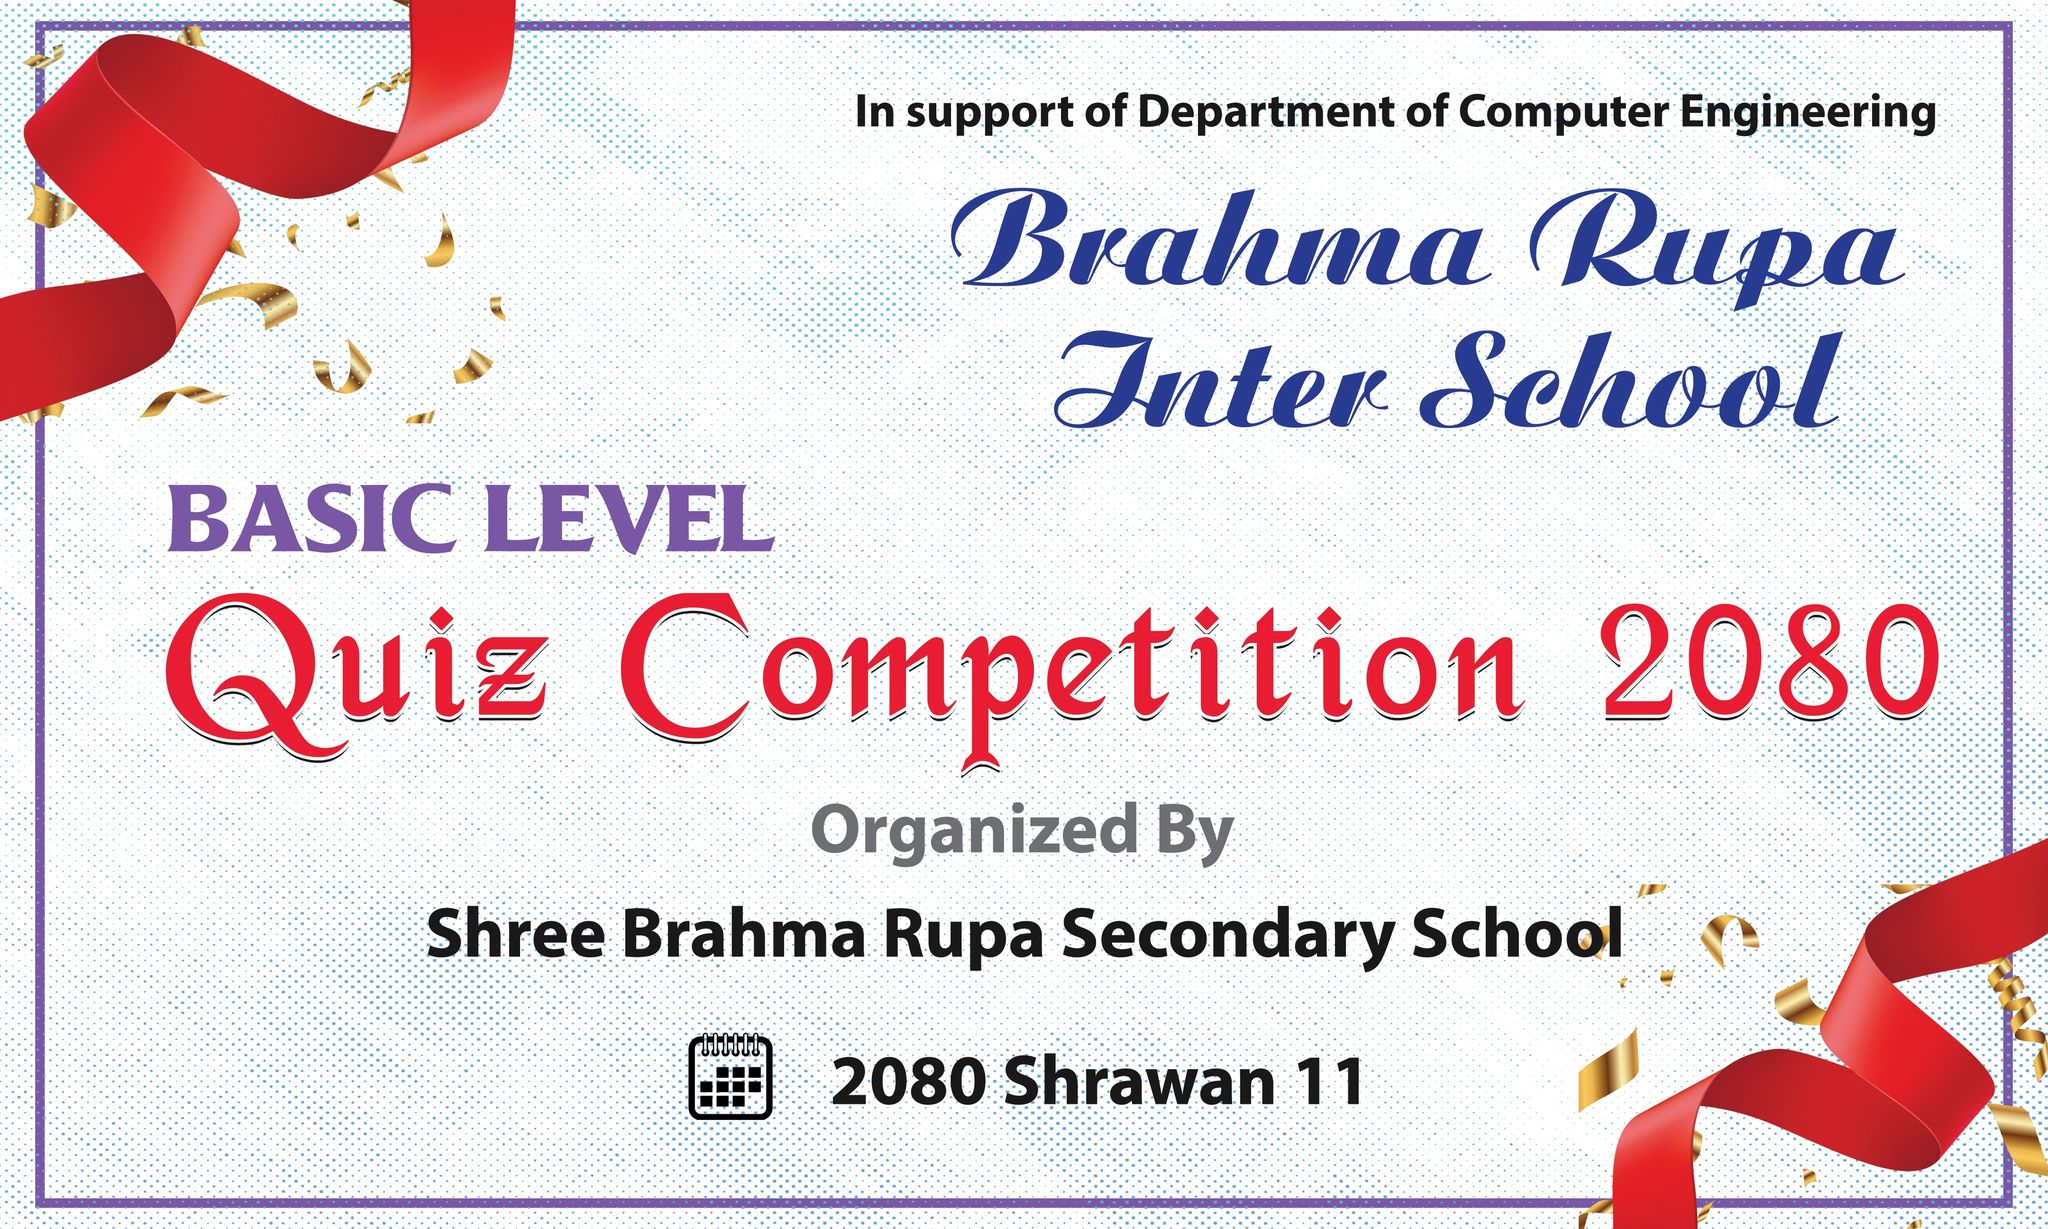 In support of Department of Computer Engineering
Brahma Rupa
Inter School
BASIC LEVEL
Quiz Competition 2080
Organized By
Shree Brahma Rupa Secondary School
2080 Shrawan 11